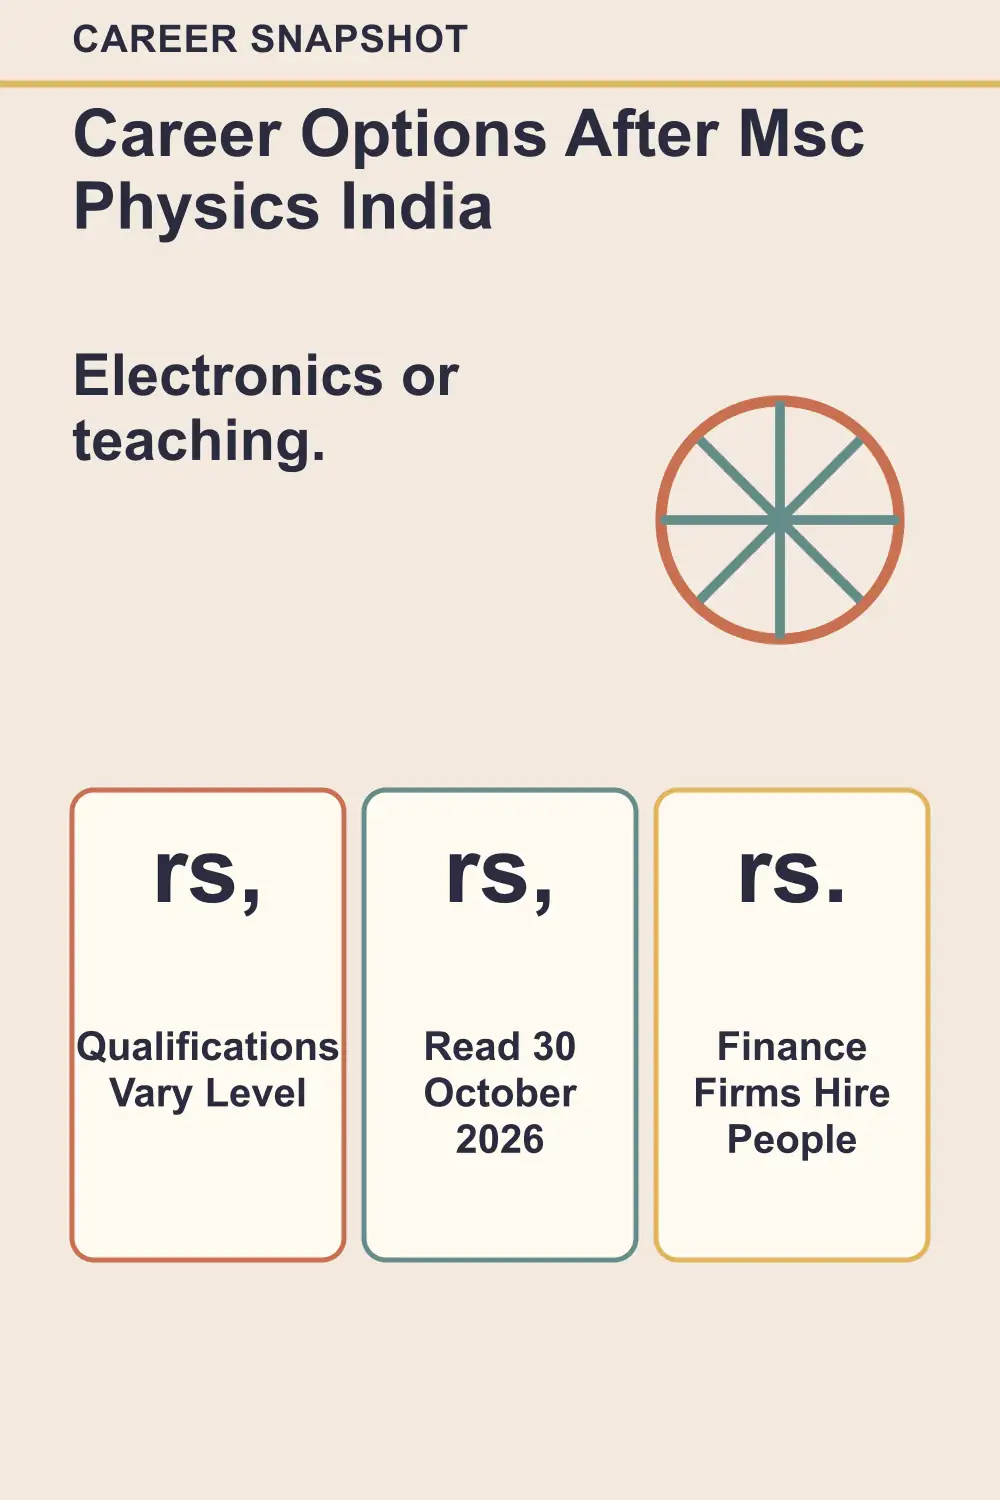 CAREER SNAPSHOT
Career Options After Msc
Physics India
Electronics or
teaching.
rs,
Qualifications
Vary Level
rs,
Read 30
October
2026
rs.
Finance
Firms Hire
People